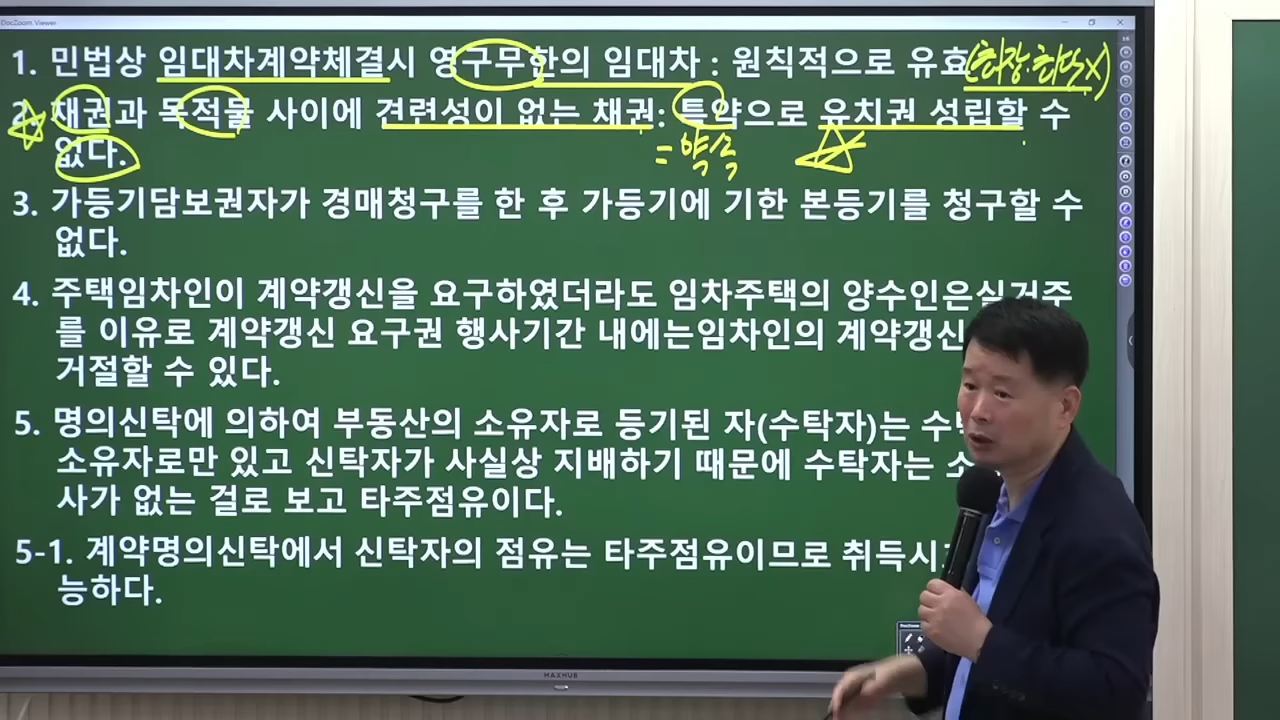 DocZoom Viewer
1. 민법상 임대차계약체결시 영구무한의 임대차 : 원칙적으로 유효
2. 채권과 목적물 사이에 견련성이 없는 채권: 특약으로 유치권 성립할 수
= 약속
없다.
3. 가등기담보권자가 경매청구를 한 후 가등기에 기한 본등기를 청구할 수
없다.
4. 주택임차인이 계약갱신을 요구하였더라도 임차주택의 양수인은실거주
를 이유로 계약갱신 요구권 행사기간 내에는임차인의 계약갱신
거절할 수 있다.
5. 명의신탁에 의하여 부동산의 소유자로 등기된 자(수탁자)는
소유자로만 있고 신탁자가 사실상 지배하기 때문에 수탁자는
사가 없는 걸로 보고 타주점유이다.
5-1. 계약명의신탁에서 신탁자의 점유는 타주점유이므로
능하다.
MAXHUB